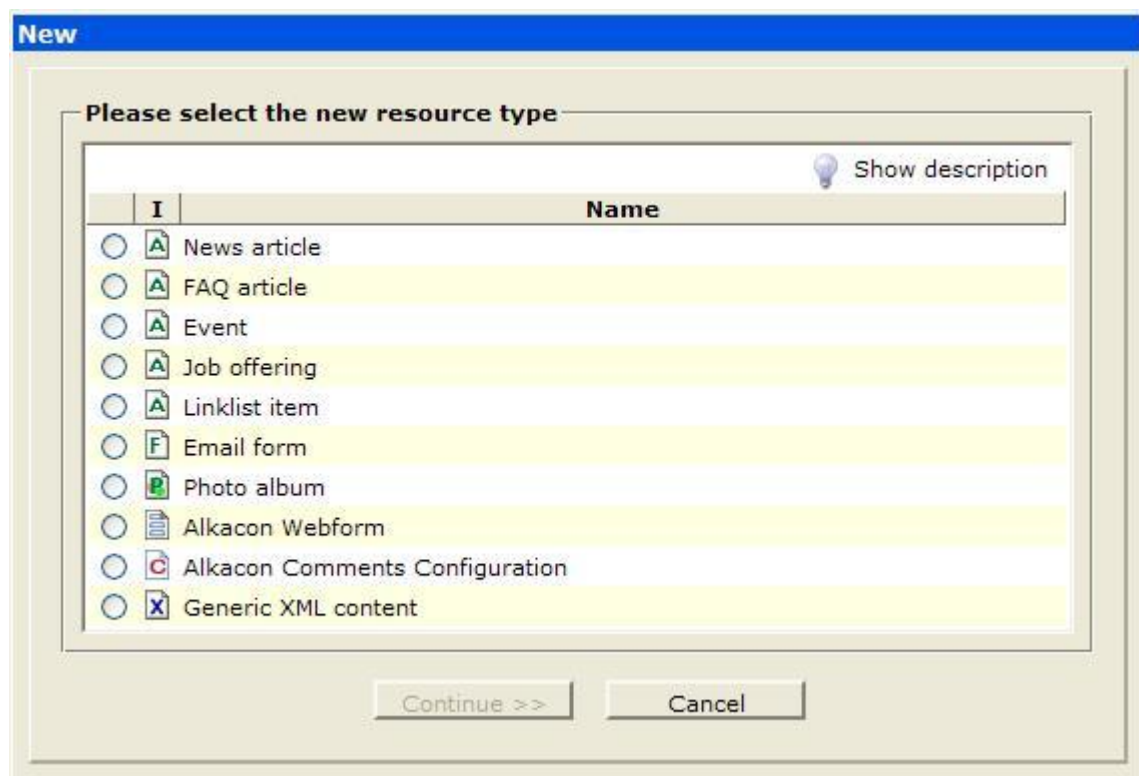 New
Please select the new resource type
Show description
I Name
A News article
A FAQ article
A Event
A Job offering
A Linklist item
F Email form
P Photo album
Alkacon Webform
C Alkacon Comments Configuration
X Generic XML content
Continue >> Cancel